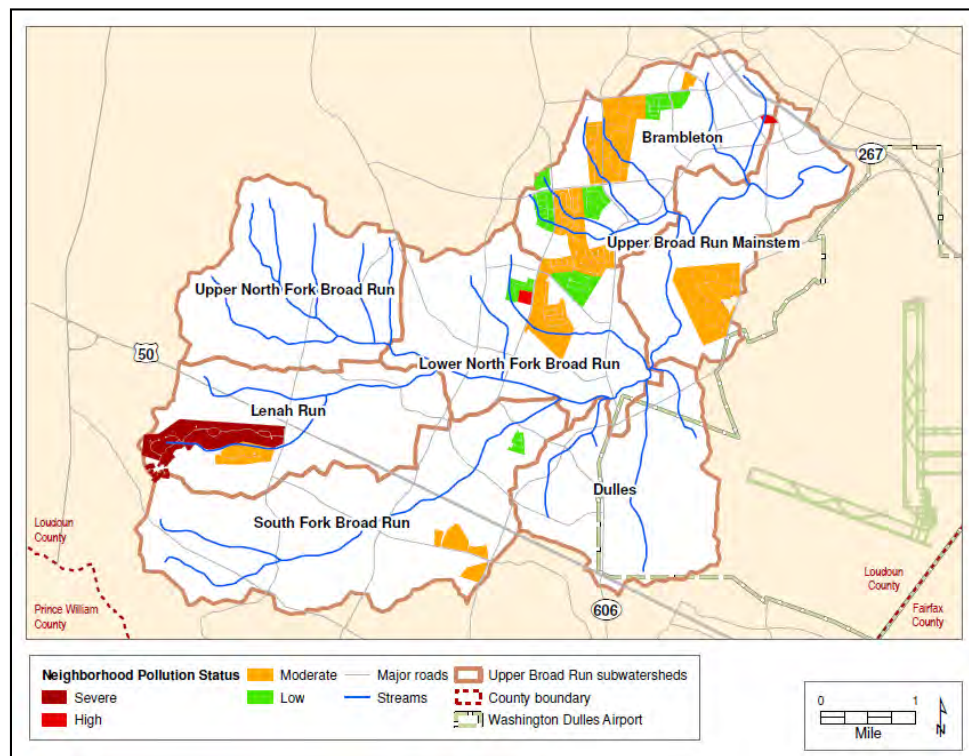 Brambleton
267
Upper Broad Run Mainstem
Upper North Fork Broad Run
50
Lower North Fork Broad Run
Lenah Run
Dulles
South Fork Broad Run
Loudoun
County
Prince William
County
Loudoun
County
Fairfax
County
606
Neighborhood Pollution Status
Severe
High
Moderate
Low
Major roads
Streams
Upper Broad Run subwatersheds
County boundary
Washington Dulles Airport
0 1
Mile
N